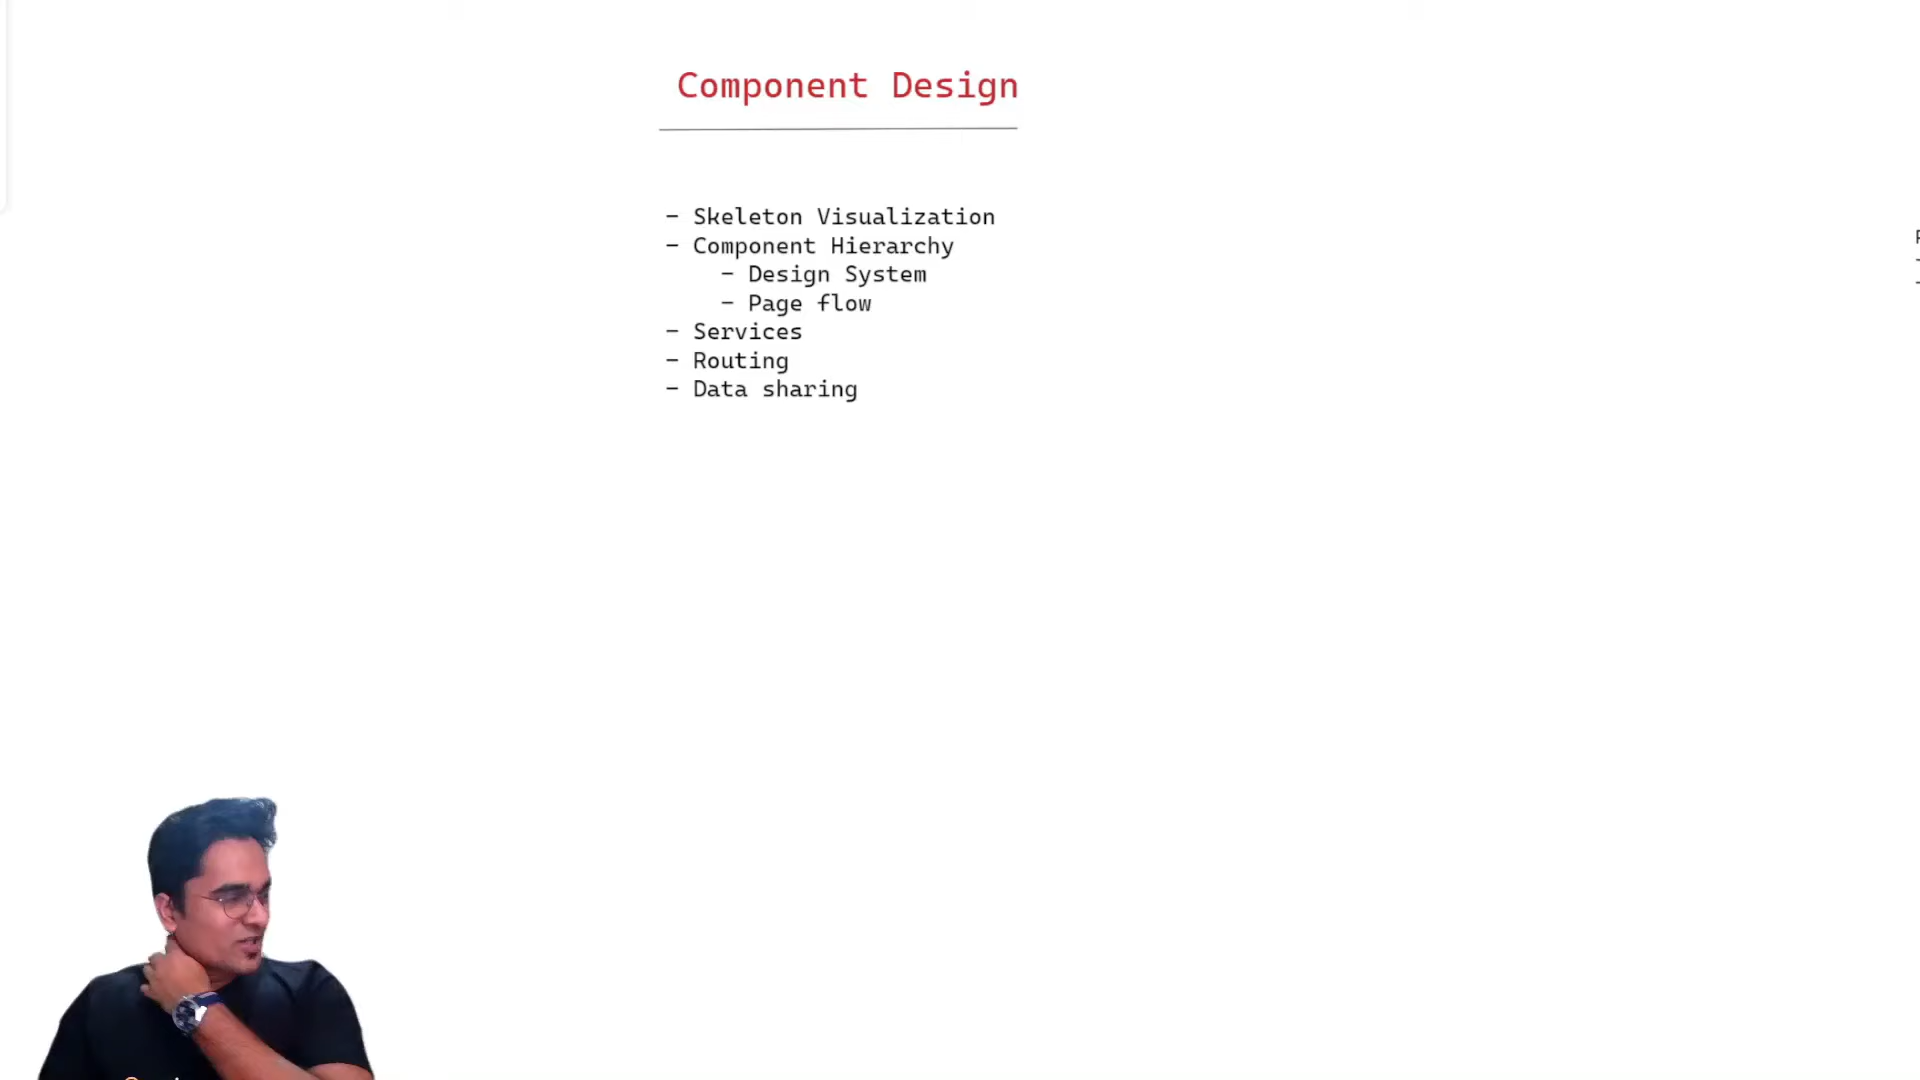 Component Design
- Skeleton Visualization
- Component Hierarchy
- Design System
- Page flow
- Services
- Routing
- Data sharing